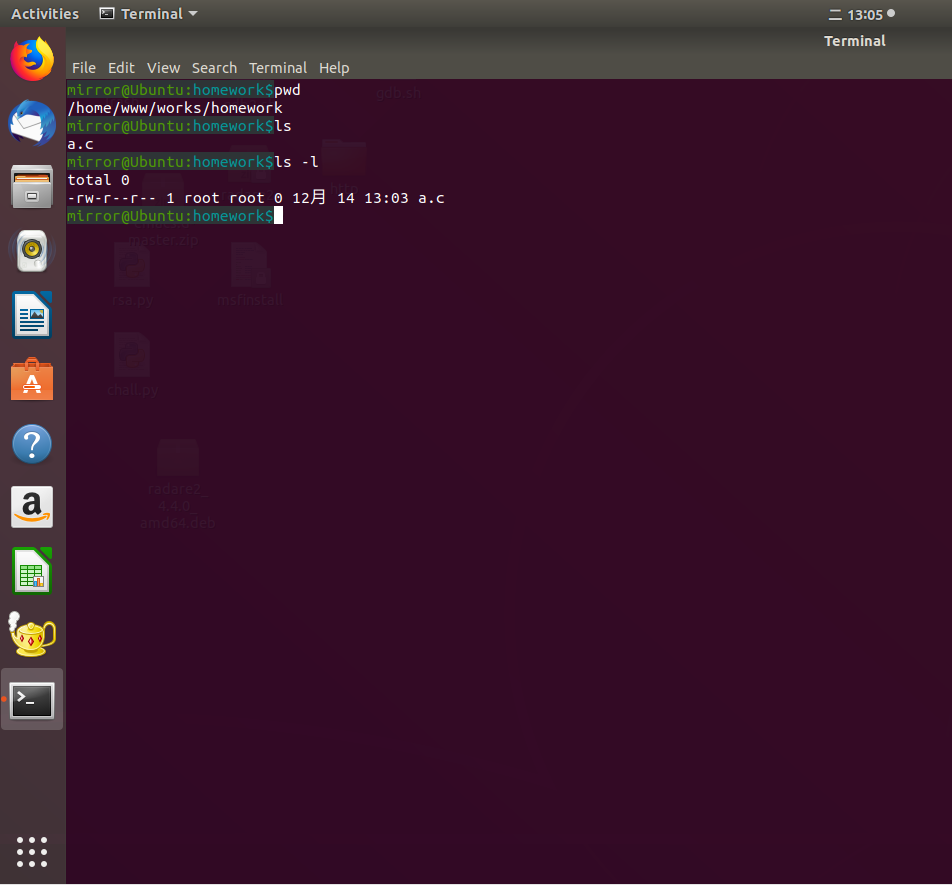 Activities Terminal 二 13:05
Terminal
File Edit View Search Terminal Help
mirror@Ubuntu:homework$pwd
/home/www/works/homework
mirror@Ubuntu:homework$ls
a.c
mirror@Ubuntu:homework$ls -l
total 0
-rw-r--r-- 1 root root 0 12月 14 13:03 a.c
mirror@Ubuntu:homework$
gdb.sh
master.zip
rsa.py msfinstall
chall.py
radare2_
4.4.0_
amd64.deb